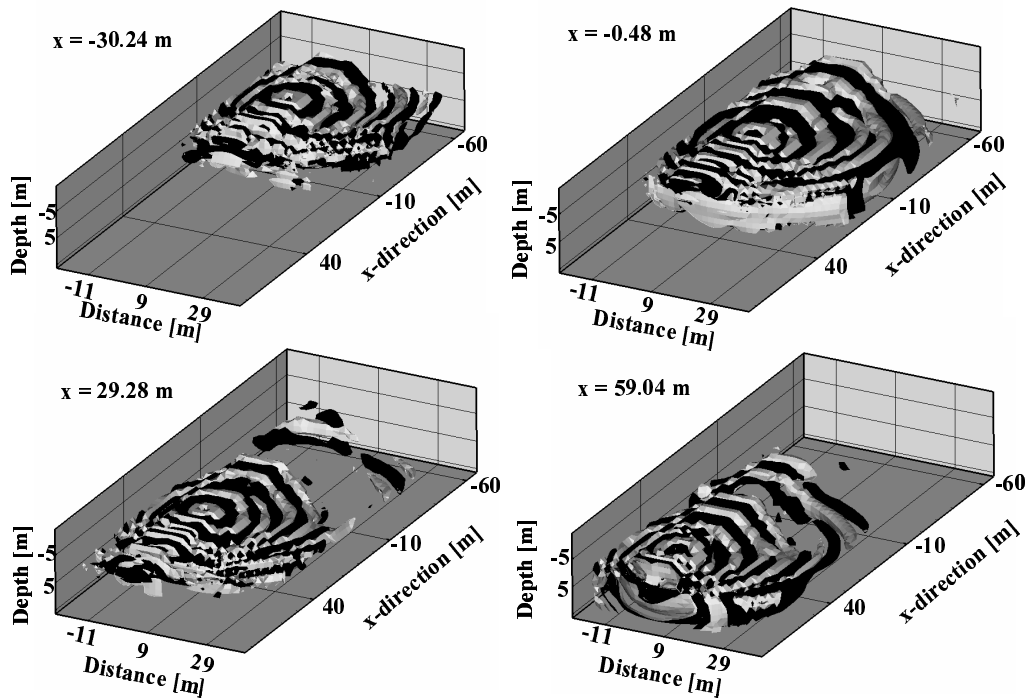 x = -30.24 m
-60
-10
x-direction [m]
40
-5
5
Depth [m]
-11
9
29
Distance [m]
x = -0.48 m
-60
-10
x-direction [m]
40
-5
5
Depth [m]
-11
9
29
Distance [m]
x = 29.28 m
-60
-10
x-direction [m]
40
-5
5
Depth [m]
-11
9
29
Distance [m]
x = 59.04 m
-60
-10
x-direction [m]
40
-5
5
Depth [m]
-11
9
29
Distance [m]